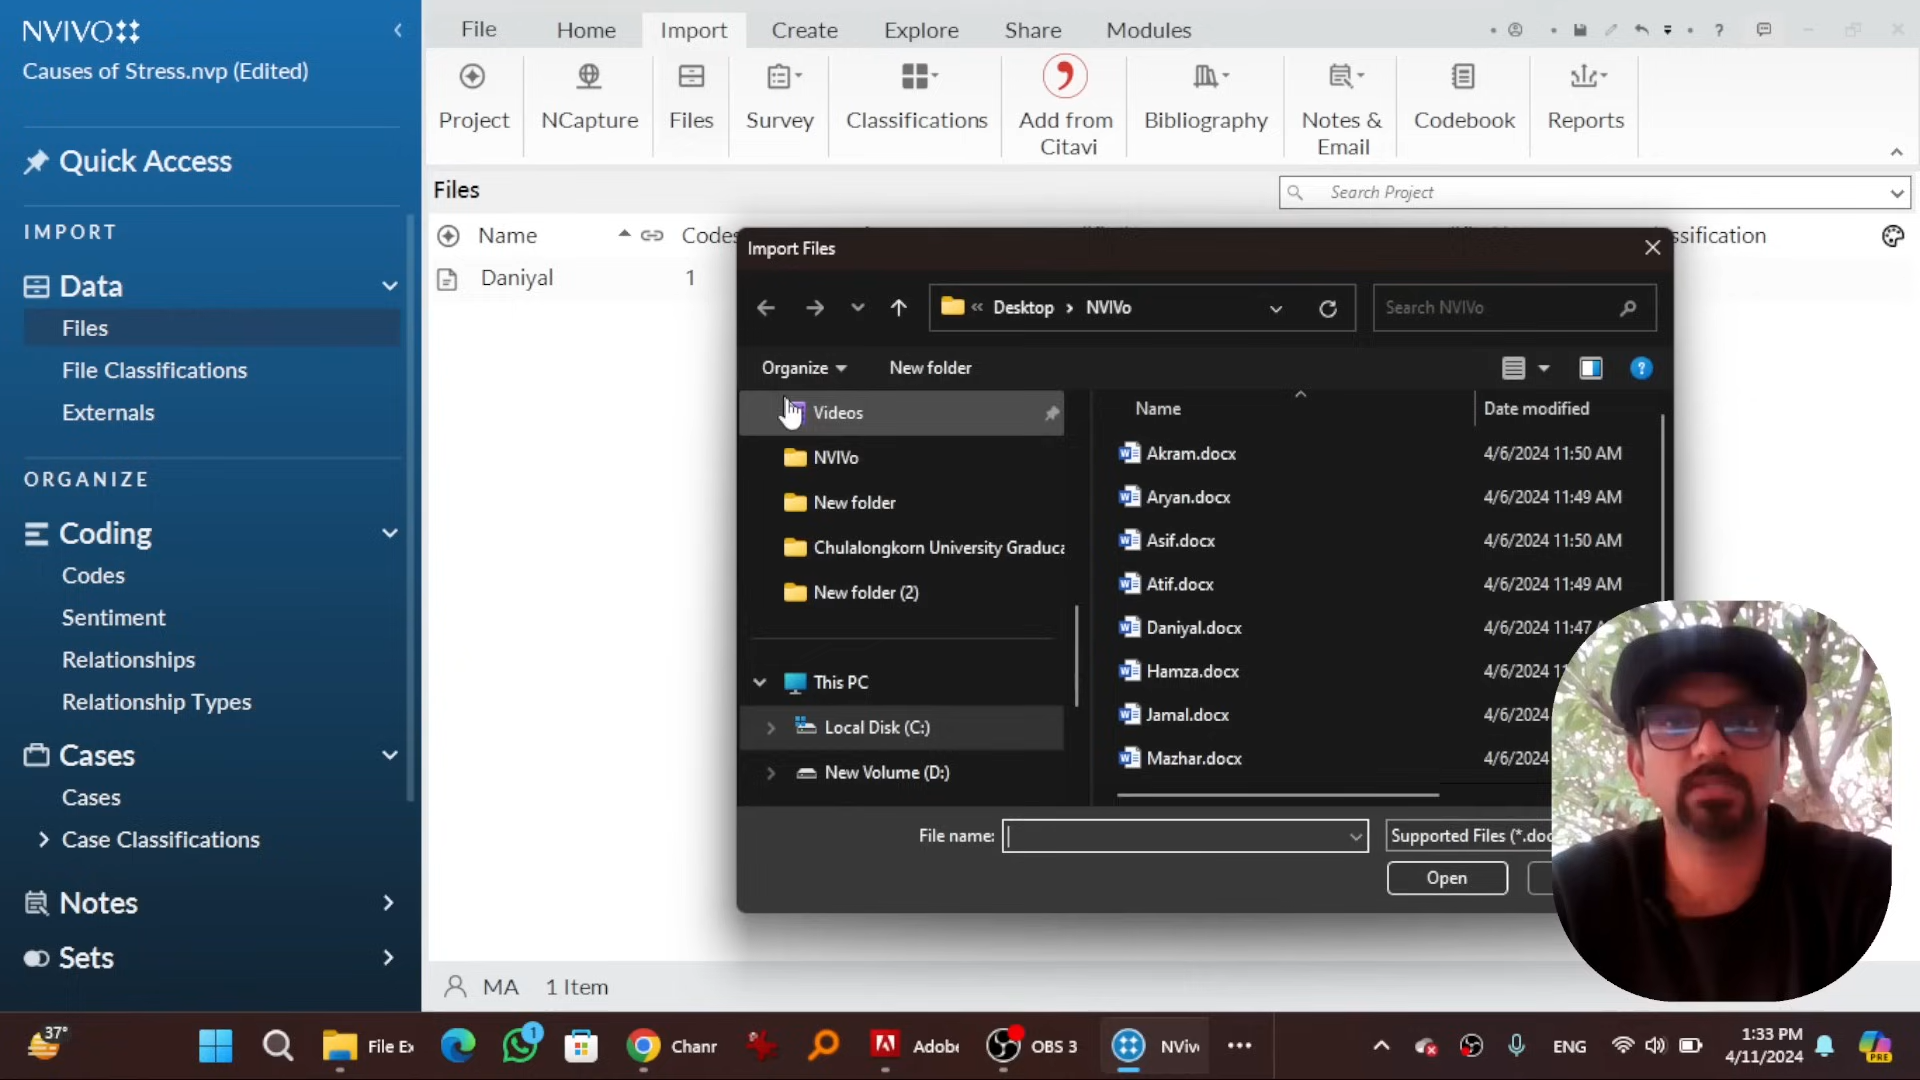 NVIVO
Causes of Stress.nvp (Edited)
Quick Access
IMPORT
Data
Files
File Classifications
Externals
ORGANIZE
Coding
Codes
Sentiment
Relationships
Relationship Types
Cases
Cases
Case Classifications
Notes
Sets
File Home Import Create Explore Share Modules
Project NCapture Files Survey Classifications Add from Citavi Bibliography Notes & Email Codebook Reports
Files
Search Project
Name Codes ssification
Daniyal 1
Import Files
« Desktop › NVIVo
Search NVIVo
Organize New folder
Videos
NVIVo
New folder
Chulalongkorn University Graduca
New folder (2)
This PC
Local Disk (C:)
New Volume (D:)
Name Date modified
Akram.docx 4/6/2024 11:50 AM
Aryan.docx 4/6/2024 11:49 AM
Asif.docx 4/6/2024 11:50 AM
Atif.docx 4/6/2024 11:49 AM
Daniyal.docx 4/6/2024 11:47
Hamza.docx 4/6/2024 11:
Jamal.docx 4/6/2024
Mazhar.docx 4/6/2024
File name: Supported Files (*.doc
Open
MA 1 Item
37°
File Ex
1
Chanr
Adobe
OBS 3
NViv
ENG
1:33 PM
4/11/2024
PRE